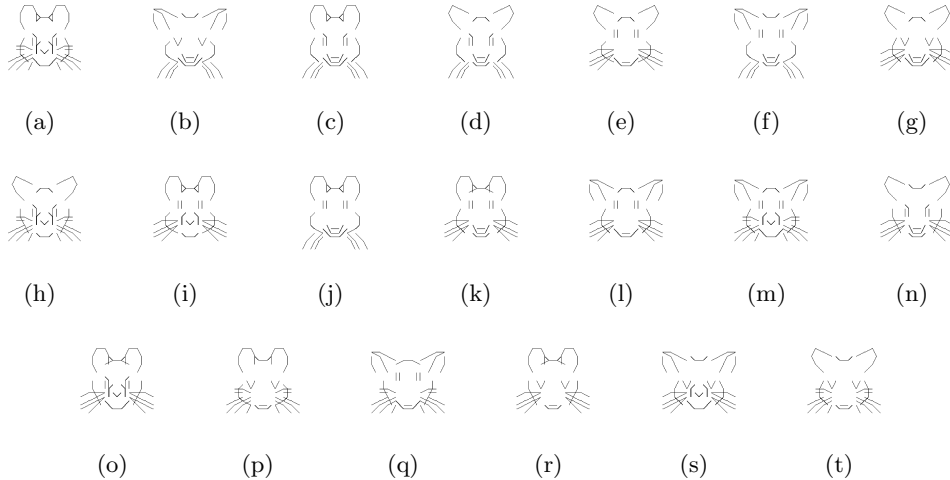 (a) (b) (c) (d) (e) (f) (g)
(h) (i) (j) (k) (l) (m) (n)
(o) (p) (q) (r) (s) (t)